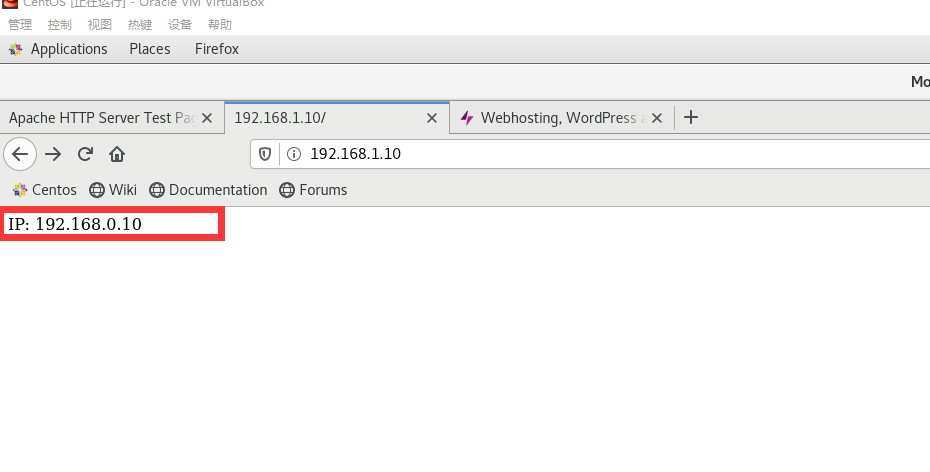 CentOS [正在运行] - Oracle VM VirtualBox
管理 控制 视图 热键 设备 帮助
Applications Places Firefox
Mo
Apache HTTP Server Test Pag 192.168.1.10/ Webhosting, WordPress a
192.168.1.10
Centos Wiki Documentation Forums
IP: 192.168.0.10